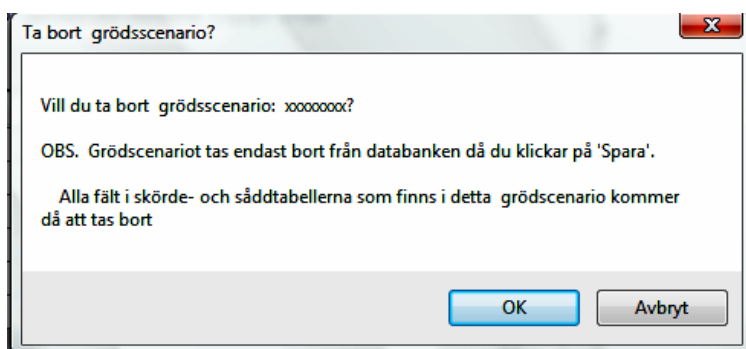 Ta bort grödsscenario?
Vill du ta bort grödsscenario: xxxxxxxx?
OBS. Grödscenariot tas endast bort från databanken då du klickar på 'Spara'.
Alla fält i skörde- och såddtabellerna som finns i detta grödscenario kommer
då att tas bort
OK
Avbryt